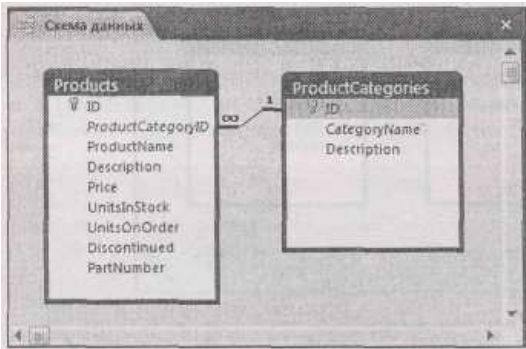 Схема данных
Products
ID
ProductCategoryID
ProductName
Description
Price
UnitsInStock
UnitsOnOrder
Discontinued
PartNumber
∞
1
ProductCategories
ID
CategoryName
Description